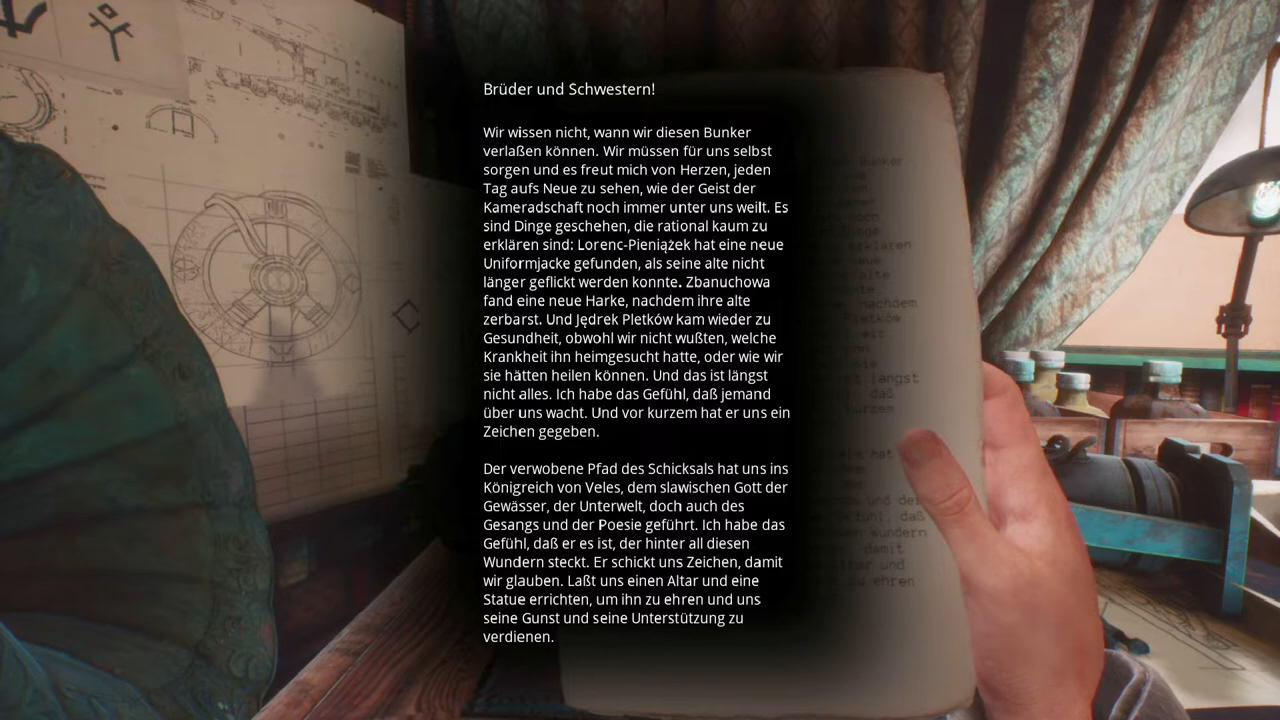 Brüder und Schwestern!
Wir wissen nicht, wann wir diesen Bunker
verlaßen können. Wir müssen für uns selbst
sorgen und es freut mich von Herzen, jeden
Tag aufs Neue zu sehen, wie der Geist der
Kameradschaft noch immer unter uns weilt. Es
sind Dinge geschehen, die rational kaum zu
erklären sind: Lorenc-Pieniążek hat eine neue
Uniformjacke gefunden, als seine alte nicht
länger geflickt werden konnte. Zbanuchowa
fand eine neue Harke, nachdem ihre alte
zerbarst. Und Jędrek Pletków kam wieder zu
Gesundheit, obwohl wir nicht wußten, welche
Krankheit ihn heimgesucht hatte, oder wie wir
sie hätten heilen können. Und das ist längst
nicht alles. Ich habe das Gefühl, daß jemand
über uns wacht. Und vor kurzem hat er uns ein
Zeichen gegeben.
Der verwobene Pfad des Schicksals hat uns ins
Königreich von Veles, dem slawischen Gott der
Gewässer, der Unterwelt, doch auch des
Gesangs und der Poesie geführt. Ich habe das
Gefühl, daß er es ist, der hinter all diesen
Wundern steckt. Er schickt uns Zeichen, damit
wir glauben. Laßt uns einen Altar und eine
Statue errichten, um ihn zu ehren und uns
seine Gunst und seine Unterstützung zu
verdienen.